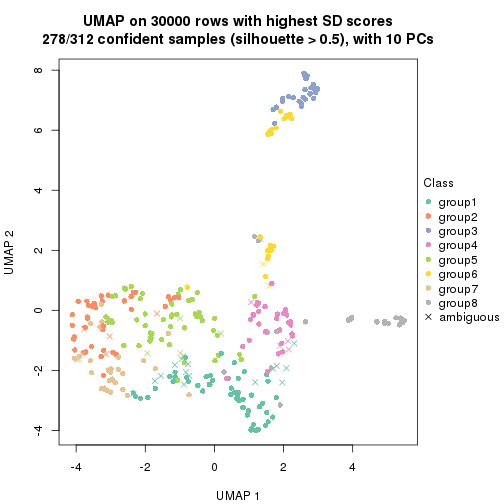 UMAP on 30000 rows with highest SD scores
278/312 confident samples (silhouette > 0.5), with 10 PCs
8
6
4
2
0
-2
-4
UMAP 2
-4
-2
0
2
4
UMAP 1
Class
group1
group2
group3
group4
group5
group6
group7
group8
ambiguous